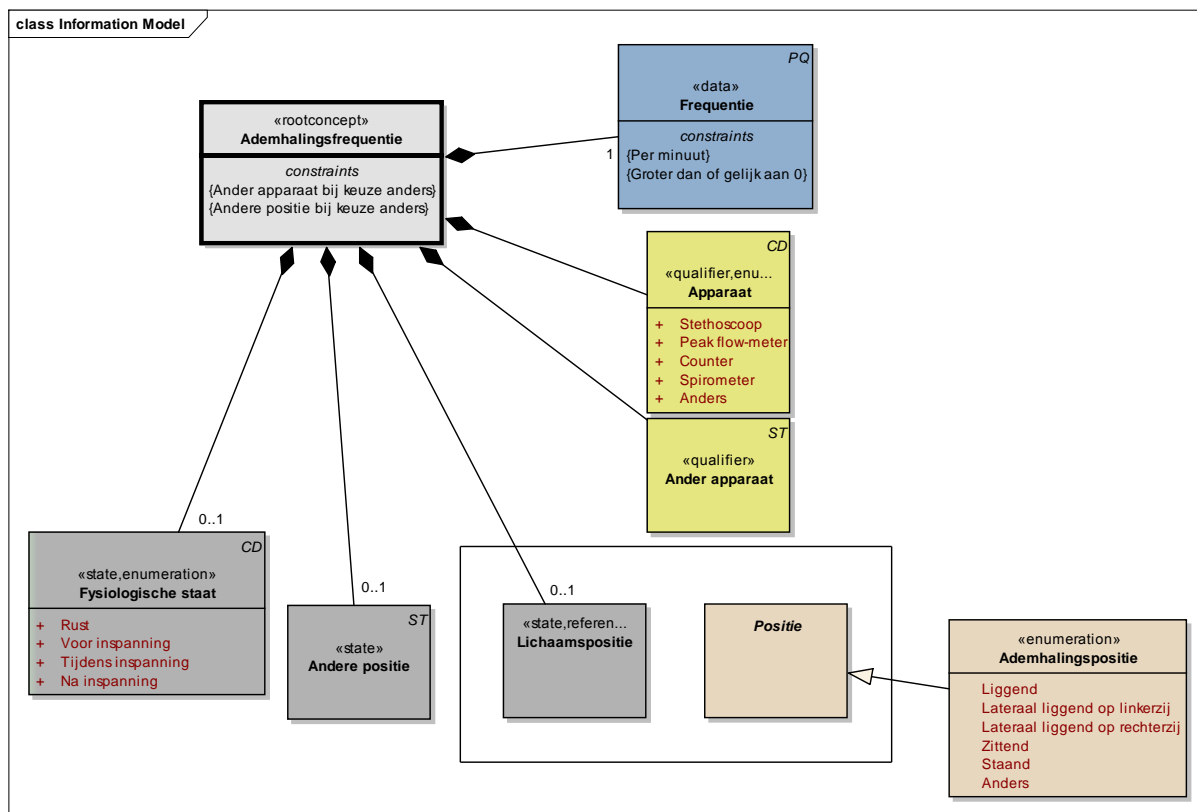 class Information Model
PQ
«data»
Frequentie
constraints
{Per minuut}
{Groter dan of gelijk aan 0}
1
«rootconcept»
Ademhalingsfrequentie
constraints
{Ander apparaat bij keuze anders}
{Andere positie bij keuze anders}
CD
«qualifier,enu...
Apparaat
+ Stethoscoop
+ Peak flow-meter
+ Counter
+ Spirometer
+ Anders
ST
«qualifier»
Ander apparaat
0..1
CD
«state,enumeration»
Fysiologische staat
+ Rust
+ Voor inspanning
+ Tijdens inspanning
+ Na inspanning
0..1
ST
«state»
Andere positie
0..1
«state,referen...
Lichaamspositie
Positie
«enumeration»
Ademhalingspositie
Liggend
Lateraal liggend op linkerzij
Lateraal liggend op rechterzij
Zittend
Staand
Anders